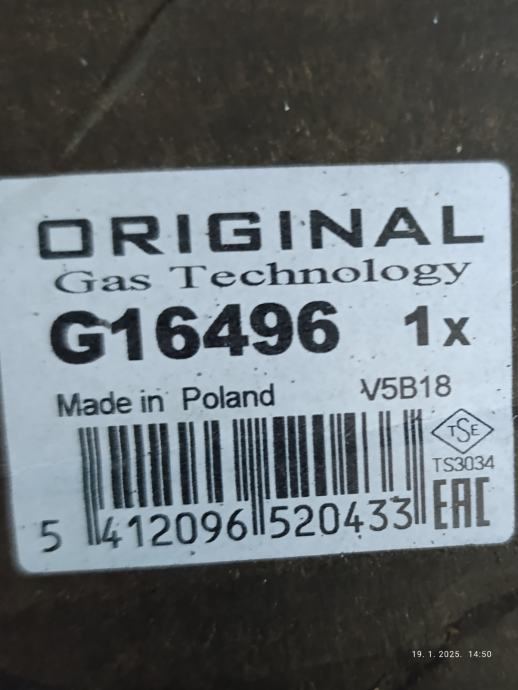 ORIGINAL
Gas Technology
G16496 1x
Made in Poland V5B18
TSE
TS3034
EAC
5 412096 520433
19. 1. 2025. 14:50